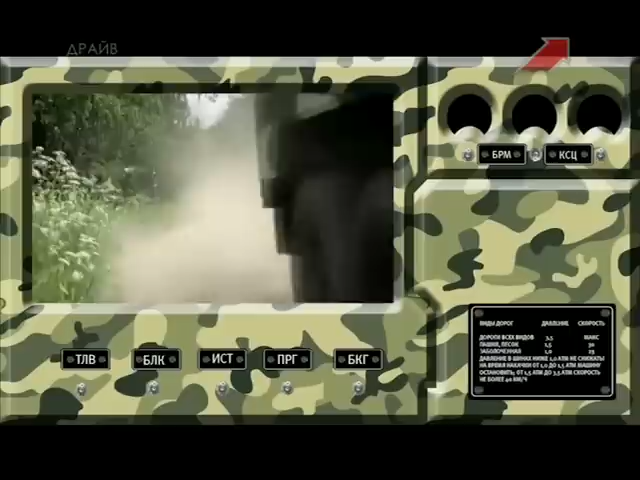 ДРАЙВ
БРМ
КСЦ
ТЛВ
БЛК
ИСТ
ПРГ
БКГ
ВИДЫ ДОРОГ ДАВЛЕНИЕ СКОРОСТЬ
ДОРОГИ ВСЕХ ВИДОВ 3,5 МАКС
ПАШНЯ, ПЕСОК 1,5 30
ЗАБОЛОЧЕННАЯ 1,0 25
ДАВЛЕНИЕ В ШИНАХ НИЖЕ 1,0 АТМ НЕ СНИЖАТЬ!
НА ВРЕМЯ НАКАЧКИ ОТ 1,0 ДО 1,5 АТМ МАШИНУ
ОСТАНОВИТЬ; ОТ 1,5 АТМ ДО 3,5 АТМ СКОРОСТЬ
НЕ БОЛЕЕ 40 КМ/Ч